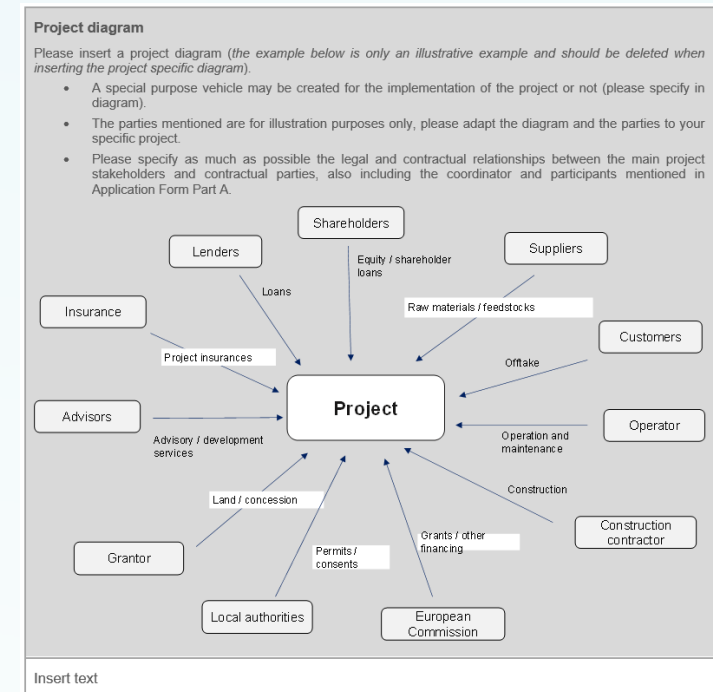 Project diagram
Please insert a project diagram (the example below is only an illustrative example and should be deleted when
inserting the project specific diagram).
• A special purpose vehicle may be created for the implementation of the project or not (please specify in
diagram).
• The parties mentioned are for illustration purposes only, please adapt the diagram and the parties to your
specific project.
• Please specify as much as possible the legal and contractual relationships between the main project
stakeholders and contractual parties, also including the coordinator and participants mentioned in
Application Form Part A.
Shareholders
Lenders
Suppliers
Equity / shareholder
loans
Loans
Insurance
Raw materials / feedstocks
Customers
Project insurances
Offtake
Project
Advisors
Operator
Advisory / development
services
Operation and
maintenance
Land / concession
Construction
Construction
contractor
Grantor
Permits /
consents
Grants / other
financing
Local authorities
European
Commission
Insert text